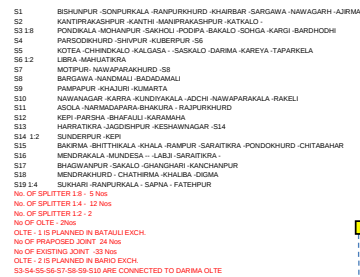 S1 BISHUNPUR -SONPURKALA -RANPURKHURD -KHAIRBAR -SARGAWA -NAWAGARH -AJIRMA
S2 KANTIPRAKASHPUR -KANTHI -MANIPRAKASHPUR -KATKALO -
S3 1:8 PONDIKALA -MOHANPUR -SAKHOLI -PODIPA -BAKALO -SOHGA -KARGI -BARDHODHI
S4 PARSODIKHURD -SHIVPUR -KUBERPUR -S6
S5 KOTEA -CHHINDKALO -KALGASA - -SASKALO -DARIMA -KAREYA -TAPARKELA
S6 1:2 LIBRA -MAHUATIKRA
S7 MOTIPUR- NAWAPARAKHURD -S8
S8 BARGAWA -NANDMALI -BADADAMALI
S9 PAMPAPUR -KHAJURI -KUMARTA
S10 NAWANAGAR -KARRA -KUNDIYAKALA -ADCHI -NAWAPARAKALA -RAKELI
S11 ASOLA -NARMADAPARA-BHAKURA - RAJPURKHURD
S12 KEPI -PARSHA -BHAFAULI -KARAMAHA
S13 HARRATIKRA -JAGDISHPUR -KESHAWNAGAR -S14
S14 1:2 SUNDERPUR -KEPI
S15 BAKIRMA -BHITTHIKALA -KHALA -RAMPUR -SARAITIKRA -PONDOKHURD -CHITABAHAR
S16 MENDRAKALA -MUNDESA -- -LABJI -SARAITIKRA -
S17 BHAGWANPUR -SAKALO -GHANGHARI -KANCHANPUR
S18 MENDRAKHURD - CHATHIRMA -KHALIBA -DIGMA
S19 1:4 SUKHARI -RANPURKALA - SAPNA - FATEHPUR
No. OF SPLITTER 1:8 - 5 Nos
No. OF SPLITTER 1:4 - 12 Nos
No. OF SPLITTER 1:2 - 2
No OF OLTE - 2Nos
OLTE - 1 IS PLANNED IN BATAULI EXCH.
No OF PRAPOSED JOINT 24 Nos
No OF EXISTING JOINT -33 Nos
OLTE - 2 IS PLANNED IN BARIO EXCH.
S3-S4-S5-S6-S7-S8-S9-S10 ARE CONNECTED TO DARIMA OLTE